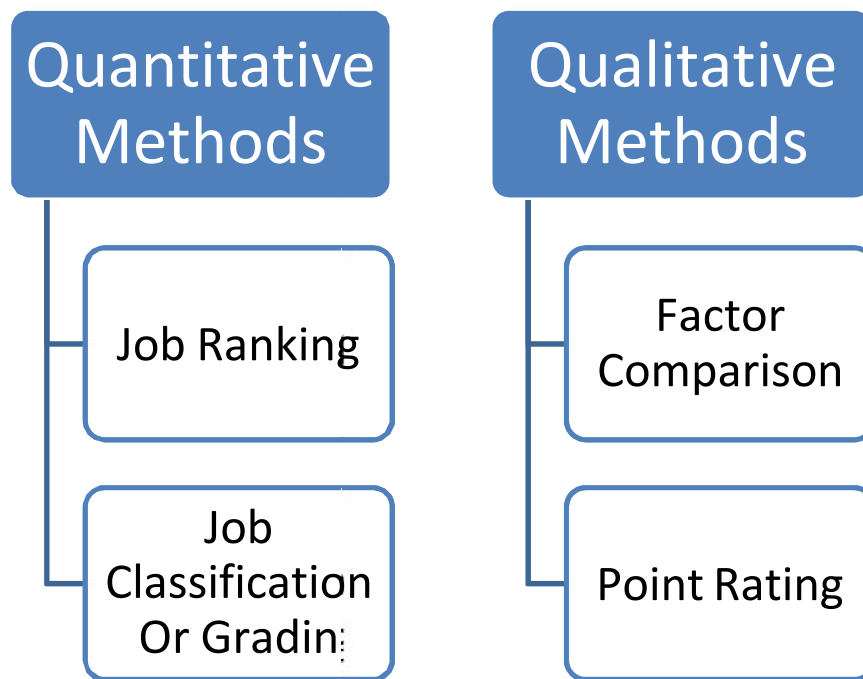 Quantitative
Methods
Job Ranking
Job
Classification
Or Gradin
Qualitative
Methods
Factor
Comparison
Point Rating